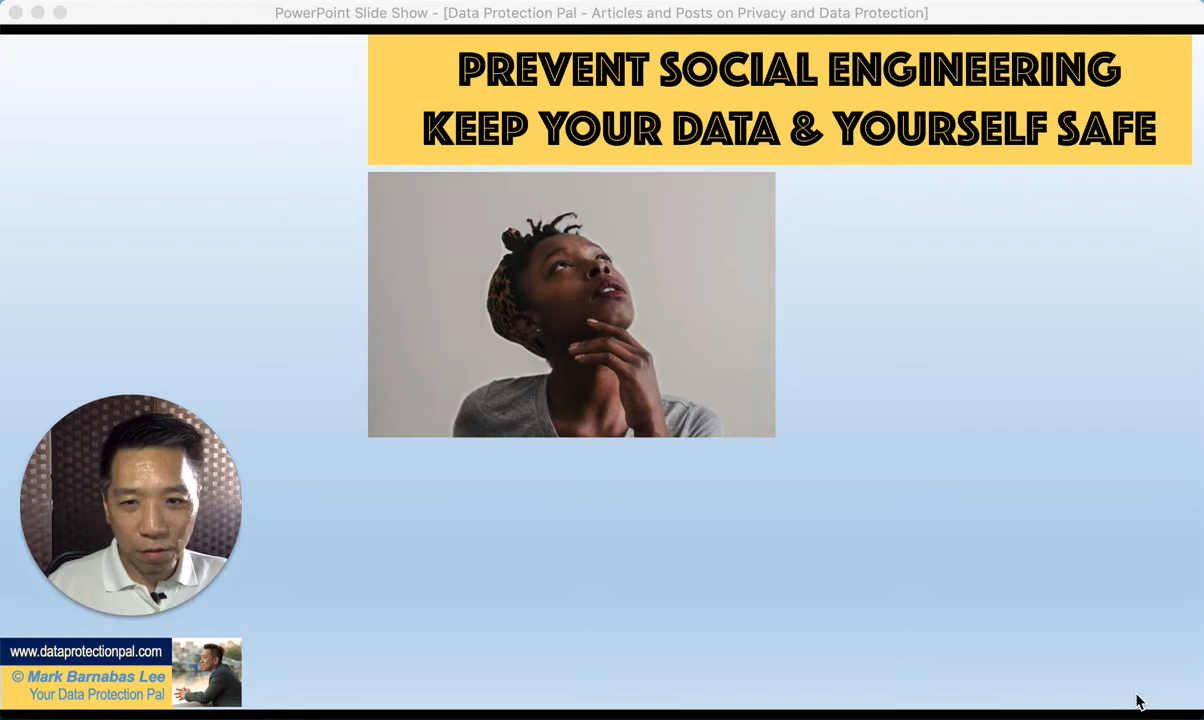 PowerPoint Slide Show - [Data Protection Pal - Articles and Posts on Privacy and Data Protection]
PREVENT SOCIAL ENGINEERING
KEEP YOUR DATA & YOURSELF SAFE
www.dataprotectionpal.com
© Mark Barnabas Lee
Your Data Protection Pal